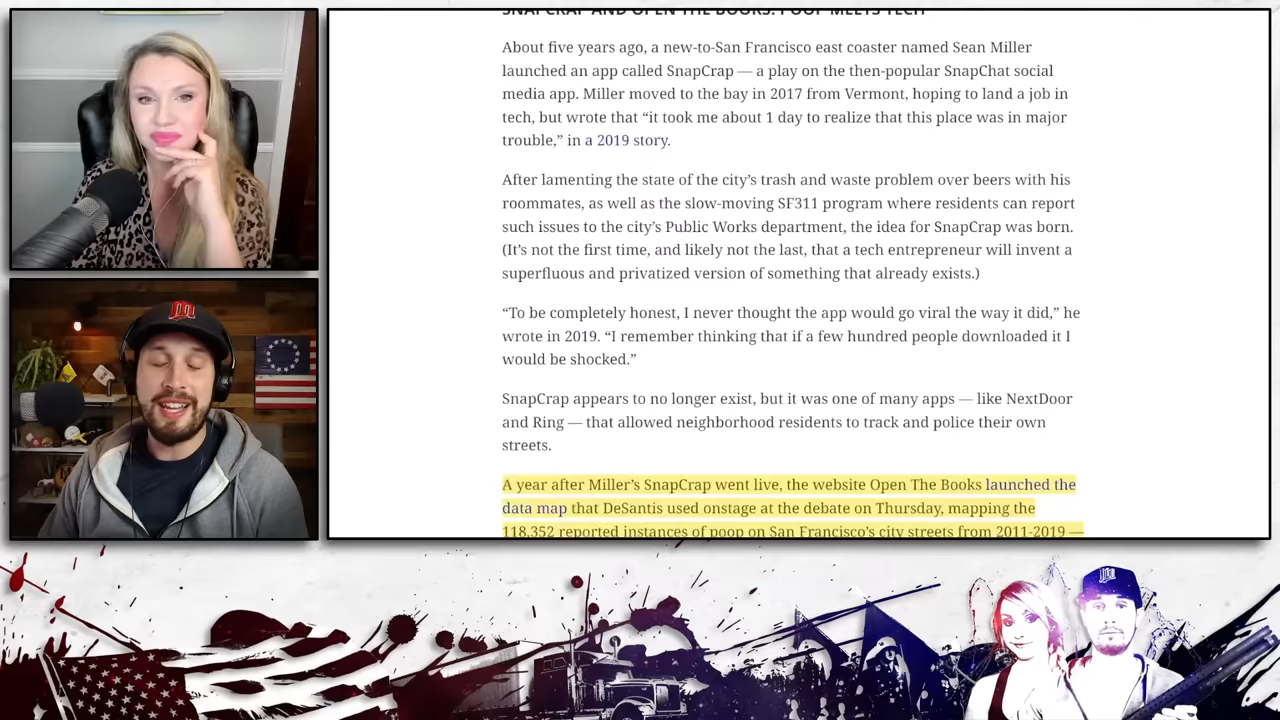 SNAPCRAP AND OPEN THE BOOKS: POOP MEETS TECH
About five years ago, a new-to-San Francisco east coaster named Sean Miller
launched an app called SnapCrap — a play on the then-popular SnapChat social
media app. Miller moved to the bay in 2017 from Vermont, hoping to land a job in
tech, but wrote that “it took me about 1 day to realize that this place was in major
trouble,” in a 2019 story.
After lamenting the state of the city’s trash and waste problem over beers with his
roommates, as well as the slow-moving SF311 program where residents can report
such issues to the city’s Public Works department, the idea for SnapCrap was born.
(It’s not the first time, and likely not the last, that a tech entrepreneur will invent a
superfluous and privatized version of something that already exists.)
“To be completely honest, I never thought the app would go viral the way it did,” he
wrote in 2019. “I remember thinking that if a few hundred people downloaded it I
would be shocked.”
SnapCrap appears to no longer exist, but it was one of many apps — like NextDoor
and Ring — that allowed neighborhood residents to track and police their own
streets.
A year after Miller’s SnapCrap went live, the website Open The Books launched the
data map that DeSantis used onstage at the debate on Thursday, mapping the
118,352 reported instances of poop on San Francisco’s city streets from 2011-2019 —